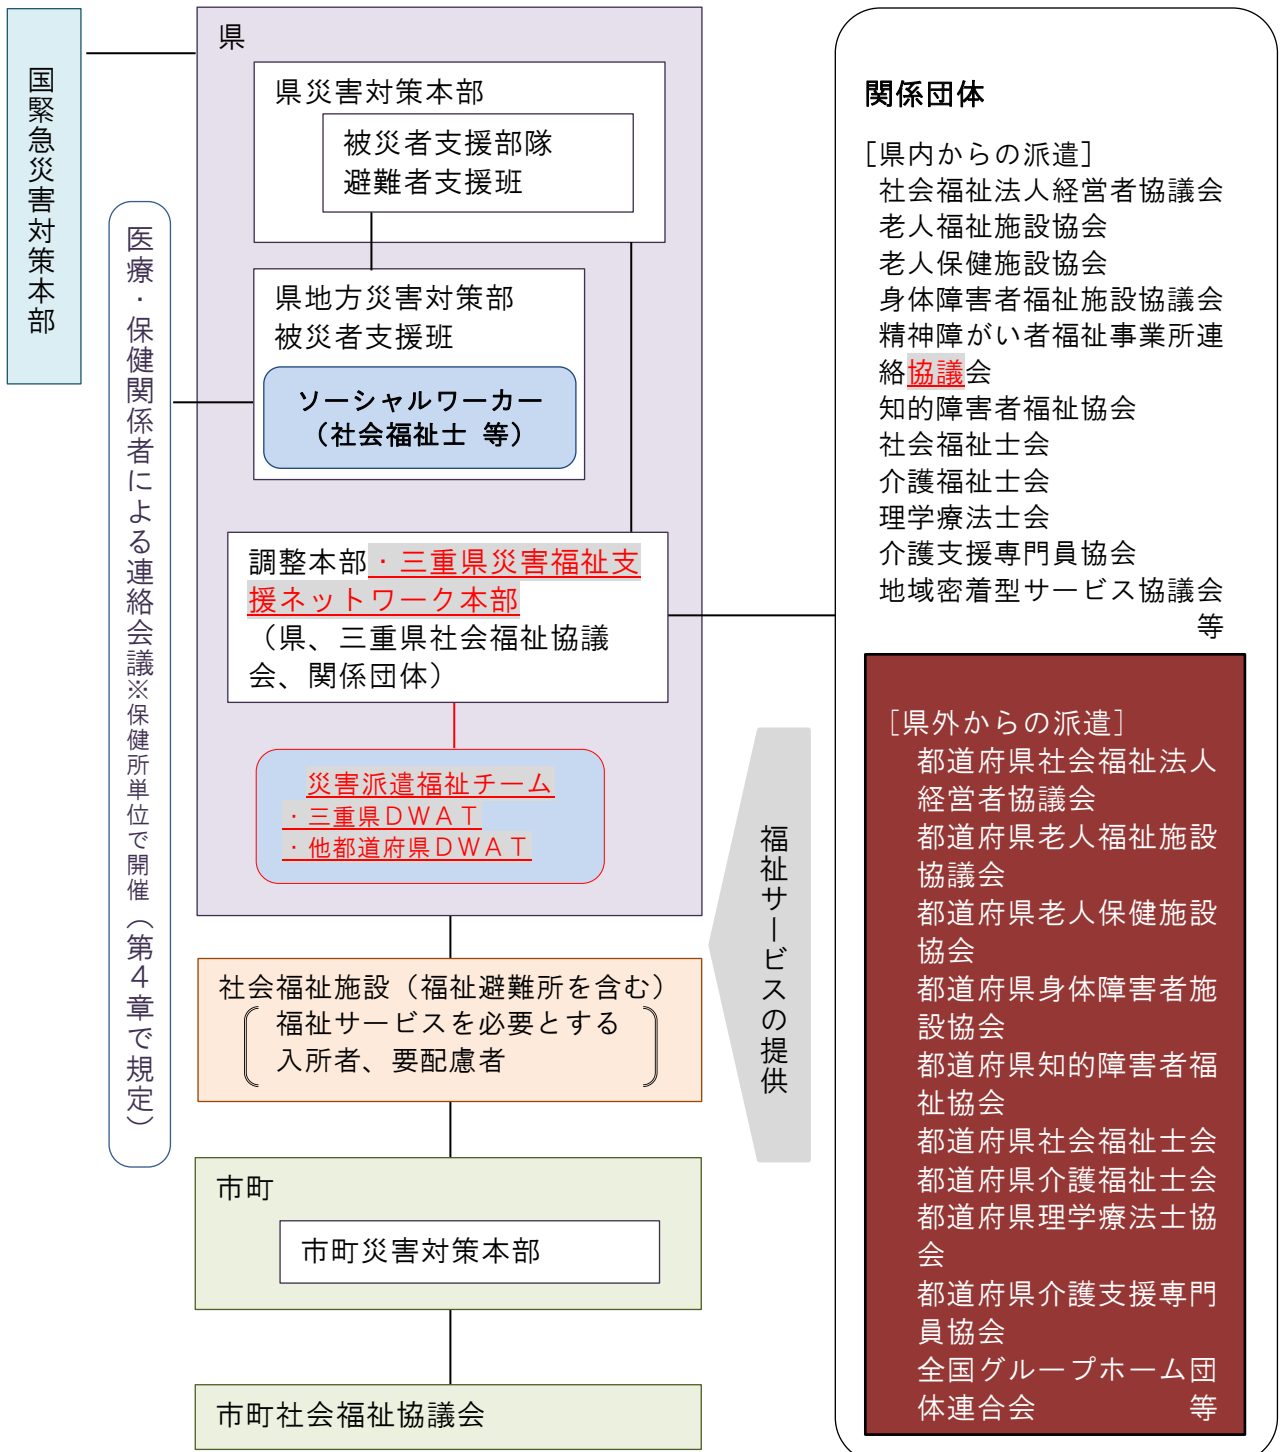 国緊急災害対策本部
医療・保健関係者による連絡会議※保健所単位で開催（第４章で規定）
県
県災害対策本部
被災者支援部隊
避難者支援班
県地方災害対策部
被災者支援班
ソーシャルワーカー
（社会福祉士 等）
調整本部・三重県災害福祉支
援ネットワーク本部
（県、三重県社会福祉協議
会、関係団体）
災害派遣福祉チーム
・三重県ＤＷＡＴ
・他都道府県ＤＷＡＴ
社会福祉施設（福祉避難所を含む）
福祉サービスを必要とする
入所者、要配慮者
市町
市町災害対策本部
市町社会福祉協議会
福祉サービスの提供
関係団体
［県内からの派遣］
社会福祉法人経営者協議会
老人福祉施設協会
老人保健施設協会
身体障害者福祉施設協議会
精神障がい者福祉事業所連
絡協議会
知的障害者福祉協会
社会福祉士会
介護福祉士会
理学療法士会
介護支援専門員協会
地域密着型サービス協議会
等
［県外からの派遣］
都道府県社会福祉法人
経営者協議会
都道府県老人福祉施設
協議会
都道府県老人保健施設
協会
都道府県身体障害者施
設協会
都道府県知的障害者福
祉協会
都道府県社会福祉士会
都道府県介護福祉士会
都道府県理学療法士協
会
都道府県介護支援専門
員協会
全国グループホーム団
体連合会 等